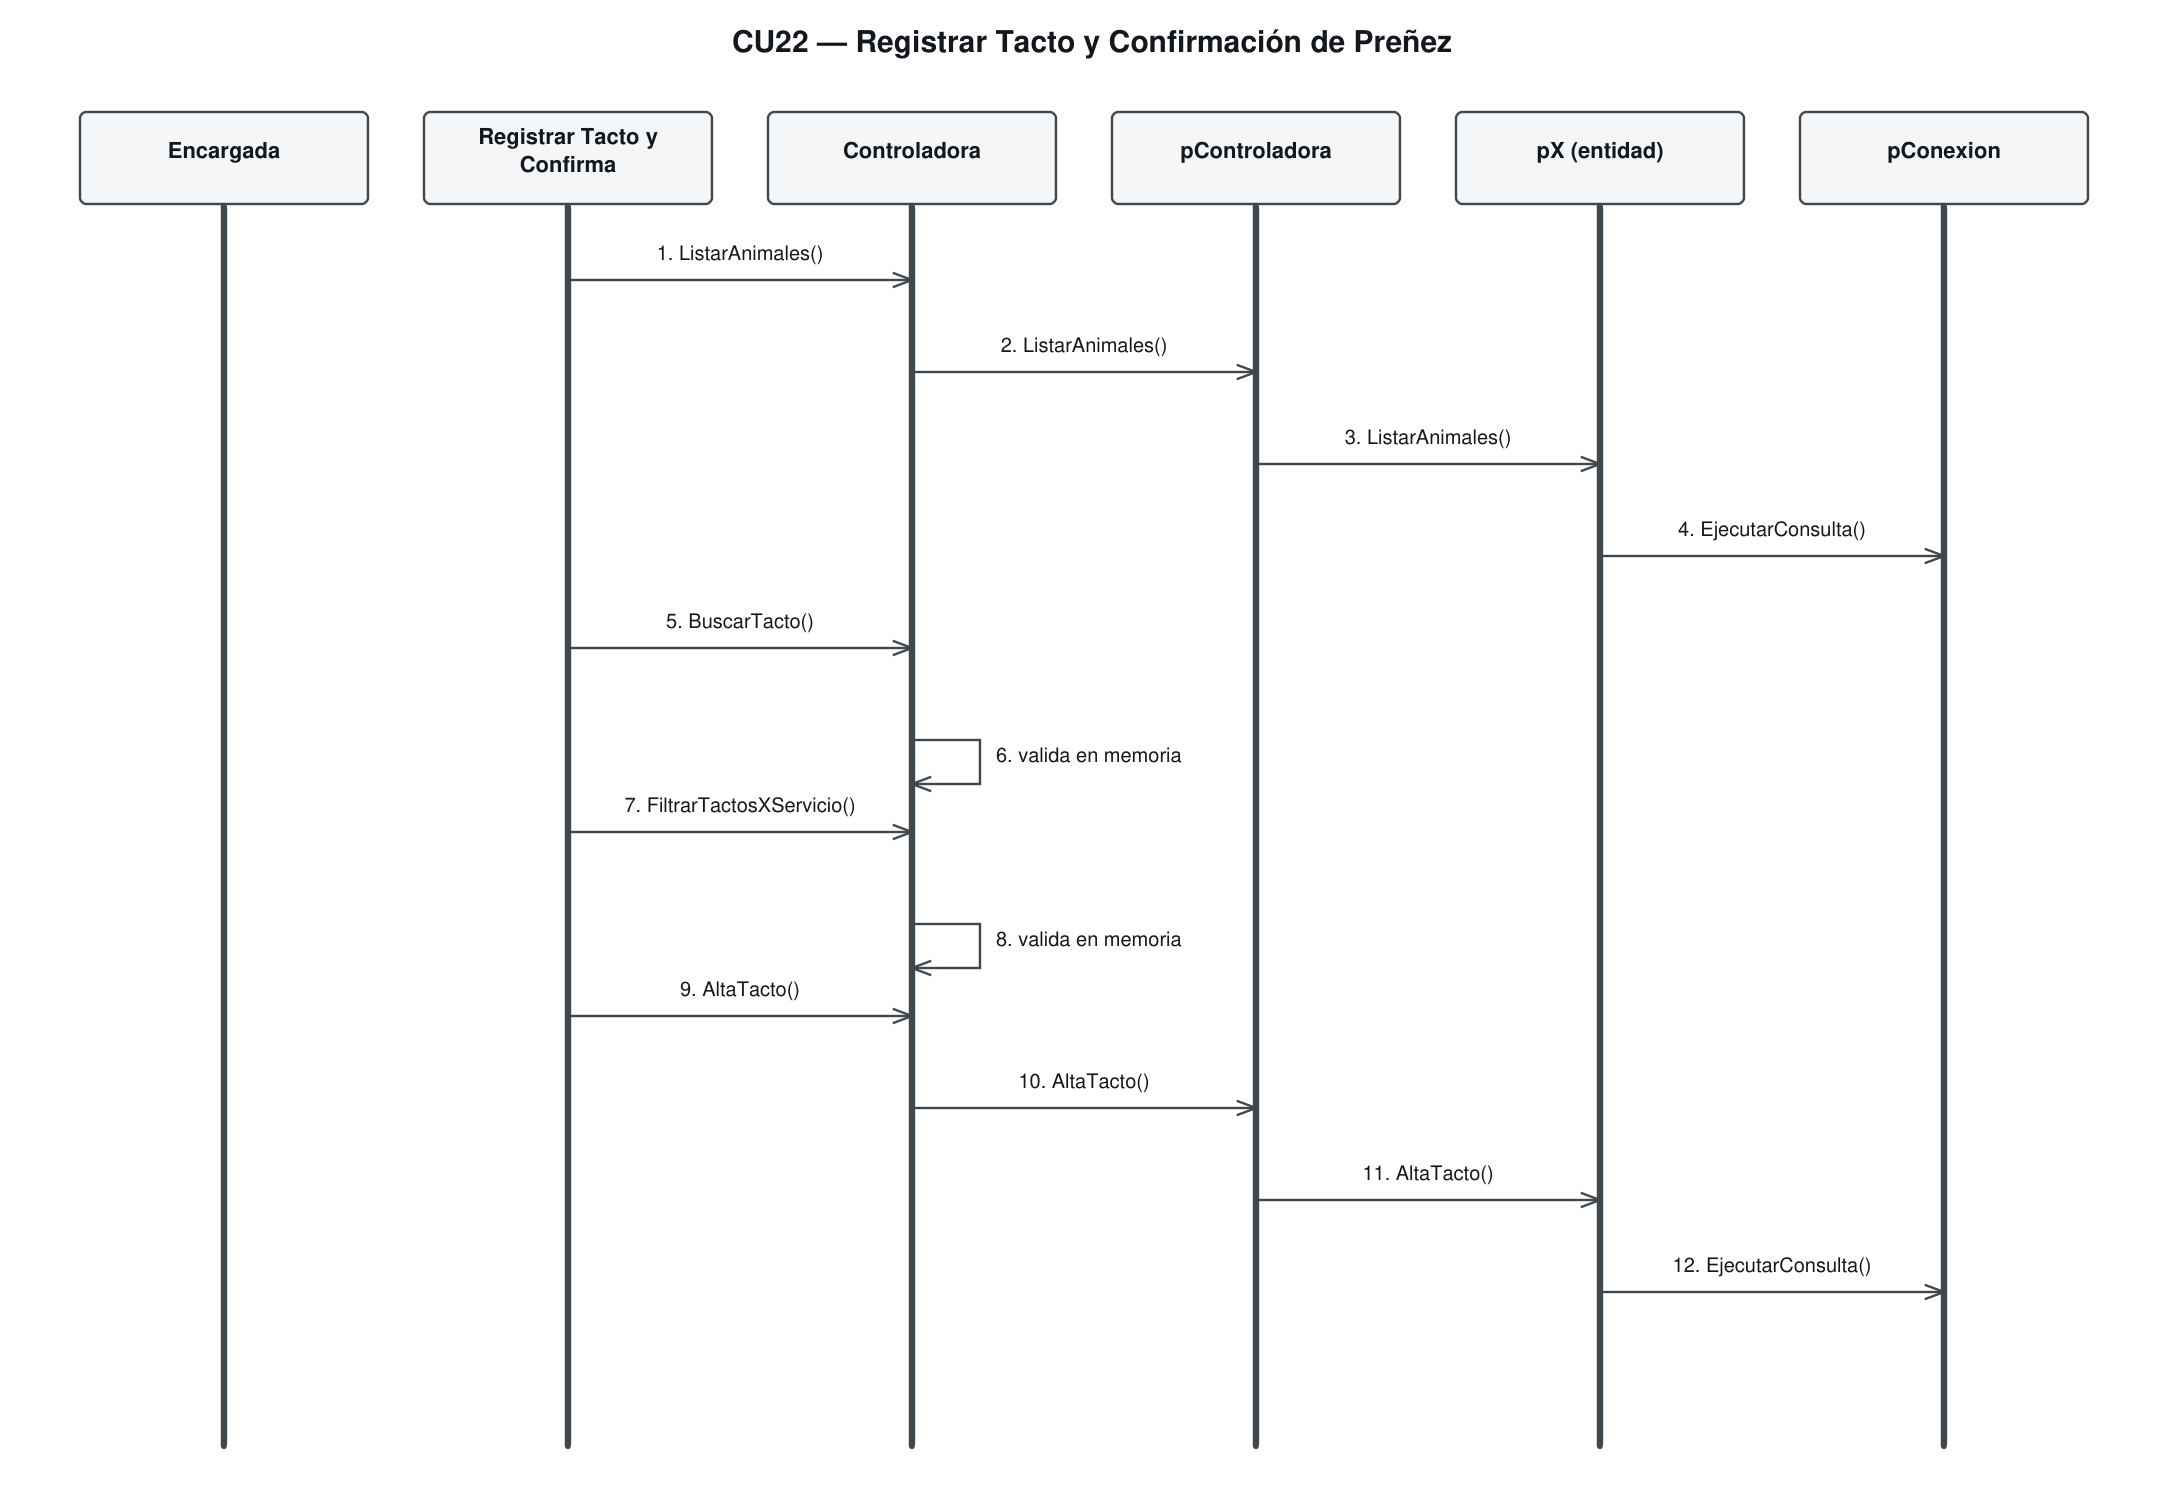 CU22 — Registrar Tacto y Confirmación de Preñez
Encargada
Registrar Tacto y
Confirma
Controladora
pControladora
pX (entidad)
pConexion
1. ListarAnimales()
2. ListarAnimales()
3. ListarAnimales()
4. EjecutarConsulta()
5. BuscarTacto()
6. valida en memoria
7. FiltrarTactosXServicio()
8. valida en memoria
9. AltaTacto()
10. AltaTacto()
11. AltaTacto()
12. EjecutarConsulta()